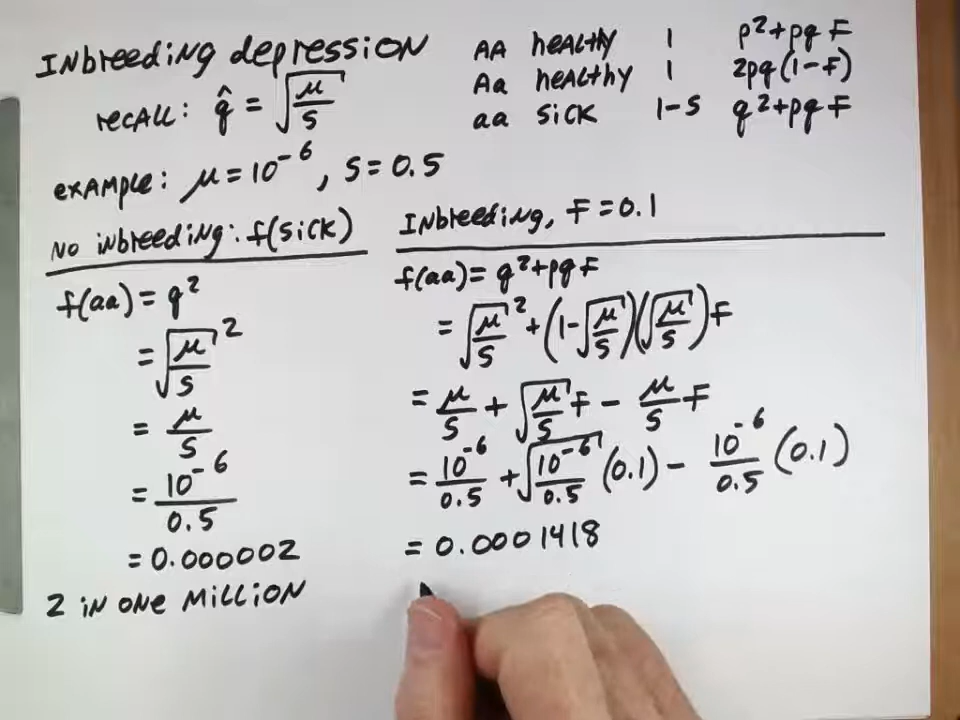 INbreeding depression
recall: q̂ = √(μ/s)
AA HEALTHY 1 p²+pqF
Aa HEALTHY 1 2pq(1-F)
aa SICK 1-S q²+pqF
example: μ=10⁻⁶, s=0.5
No inbreeding: f(sick)
f(aa) = q²
= √(μ/s)²
= μ/s
= 10⁻⁶/0.5
= 0.000002
2 IN ONE MILLION
INbreeding, F=0.1
f(aa)= q²+pqF
= √(μ/s)² + (1-√(μ/s))(√(μ/s))F
= μ/s + √(μ/s) F - μ/s F
= 10⁻⁶/0.5 + √(10⁻⁶/0.5) (0.1) - 10⁻⁶/0.5 (0.1)
= 0.0001418